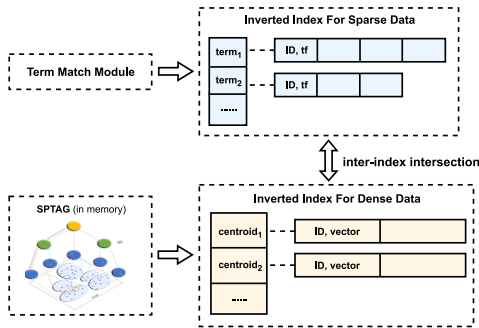 Inverted Index For Sparse Data
term1
ID, tf
term2
ID, tf
......
Term Match Module
inter-index intersection
SPTAG (in memory)
Inverted Index For Dense Data
centroid1
ID, vector
centroid2
ID, vector
......